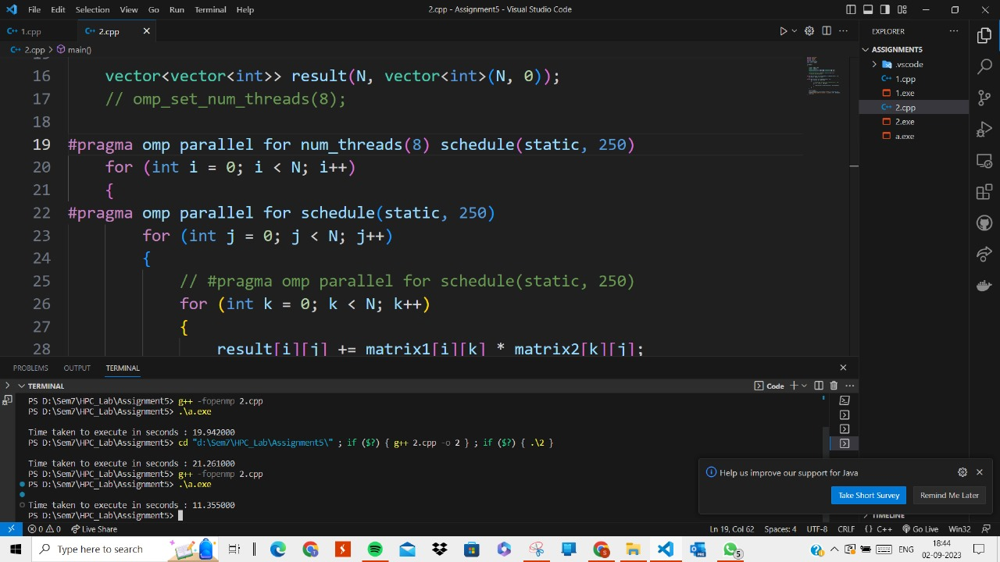 File Edit Selection View Go Run Terminal Help
2.cpp - Assignment5 - Visual Studio Code
1.cpp
2.cpp
2.cpp > main()
16 vector<vector<int>> result(N, vector<int>(N, 0));
17 // omp_set_num_threads(8);
18
19 #pragma omp parallel for num_threads(8) schedule(static, 250)
20 for (int i = 0; i < N; i++)
21 {
22 #pragma omp parallel for schedule(static, 250)
23 for (int j = 0; j < N; j++)
24 {
25 // #pragma omp parallel for schedule(static, 250)
26 for (int k = 0; k < N; k++)
27 {
28 result[i][j] += matrix1[i][k] * matrix2[k][j];
EXPLORER
ASSIGNMENT5
.vscode
1.cpp
1.exe
2.cpp
2.exe
a.exe
PROBLEMS OUTPUT TERMINAL
TERMINAL
Code
PS D:\Sem7\HPC_Lab\Assignment5> g++ -fopenmp 2.cpp
PS D:\Sem7\HPC_Lab\Assignment5> .\a.exe
Time taken to execute in seconds : 19.942000
PS D:\Sem7\HPC_Lab\Assignment5> cd "d:\Sem7\HPC_Lab\Assignment5\" ; if ($?) { g++ 2.cpp -o 2 } ; if ($?) { .\2 }
Time taken to execute in seconds : 21.261000
PS D:\Sem7\HPC_Lab\Assignment5> g++ -fopenmp 2.cpp
PS D:\Sem7\HPC_Lab\Assignment5> .\a.exe
Time taken to execute in seconds : 11.355000
PS D:\Sem7\HPC_Lab\Assignment5>
Help us improve our support for Java
Take Short Survey
Remind Me Later
TIMELINE
0 0 Live Share
Ln 19, Col 62 Spaces: 4 UTF-8 CRLF {} C++ Go Live Win32
Type here to search
5
ENG
18:44
02-09-2023